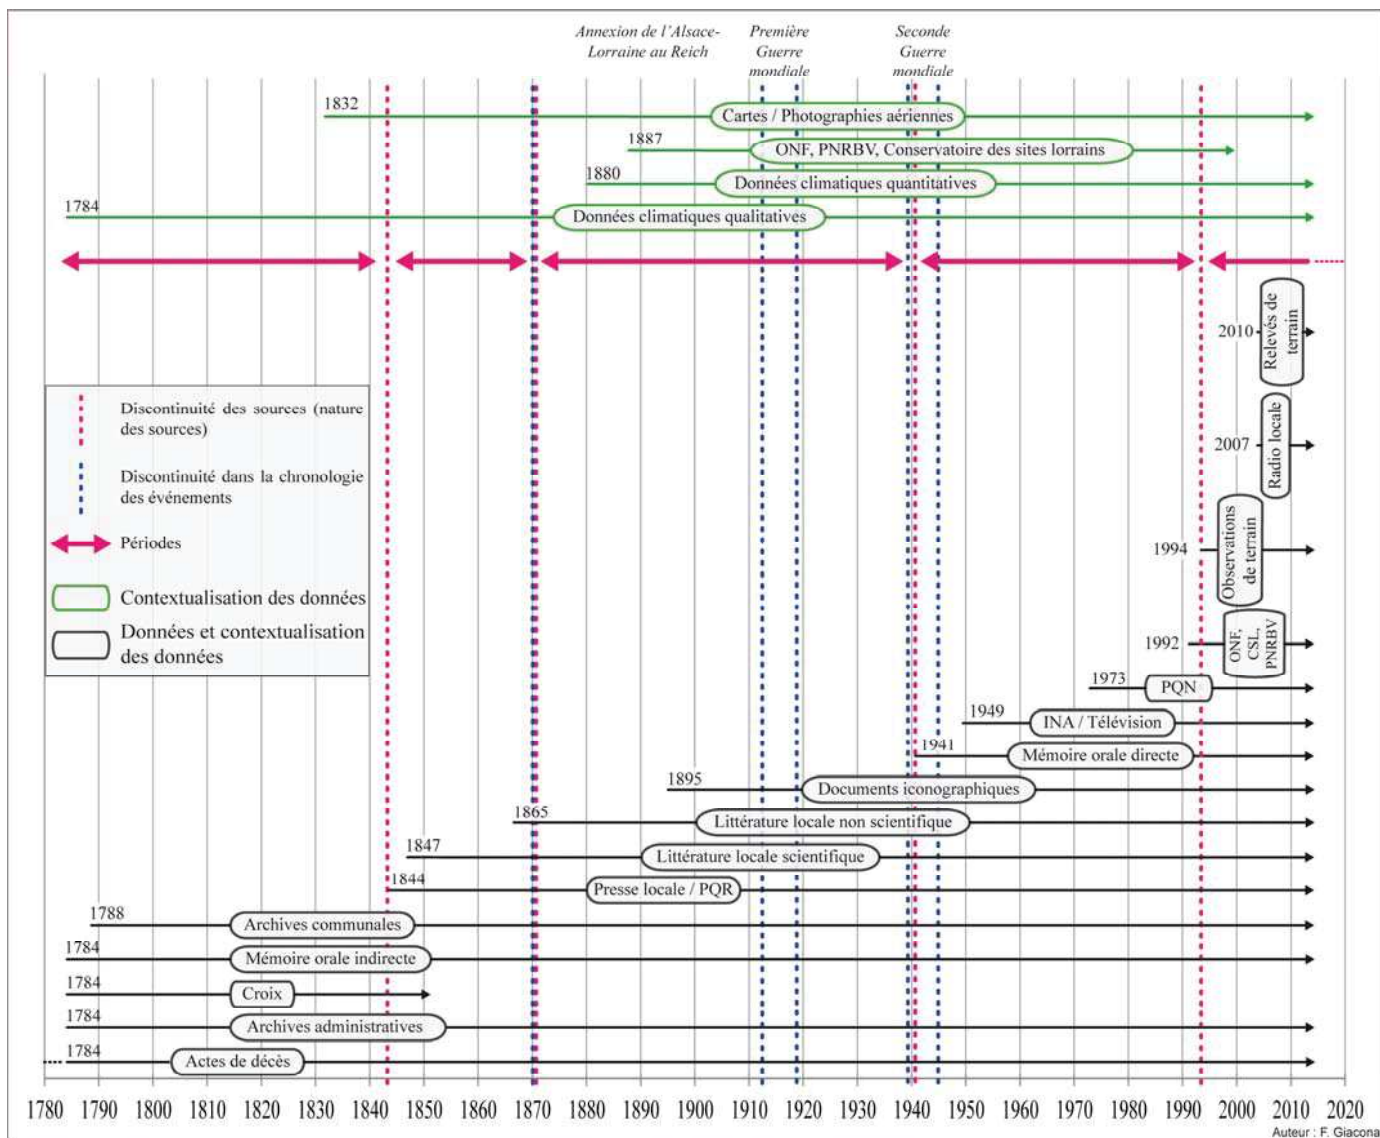 Annexion de l'Alsace-
Lorraine au Reich
Première
Guerre
mondiale
Seconde
Guerre
mondiale
1832
Cartes / Photographies aériennes
1887
ONF, PNRBV, Conservatoire des sites lorrains
1880
Données climatiques quantitatives
1784
Données climatiques qualitatives
2010
Relevés de
terrain
2007
Radio locale
1994
Observations
de terrain
1992
ONF,
CSL,
PNRBV
Discontinuité des sources (nature
des sources)
Discontinuité dans la chronologie
des événements
Périodes
Contextualisation des données
Données et contextualisation
des données
1973
PQN
1949
INA / Télévision
1941
Mémoire orale directe
1895
Documents iconographiques
1865
Littérature locale non scientifique
1847
Littérature locale scientifique
1844
Presse locale / PQR
1788
Archives communales
1784
Mémoire orale indirecte
1784
Croix
1784
Archives administratives
1784
Actes de décès
1780 1790 1800 1810 1820 1830 1840 1850 1860 1870 1880 1890 1900 1910 1920 1930 1940 1950 1960 1970 1980 1990 2000 2010 2020
Auteur : F. Giacona